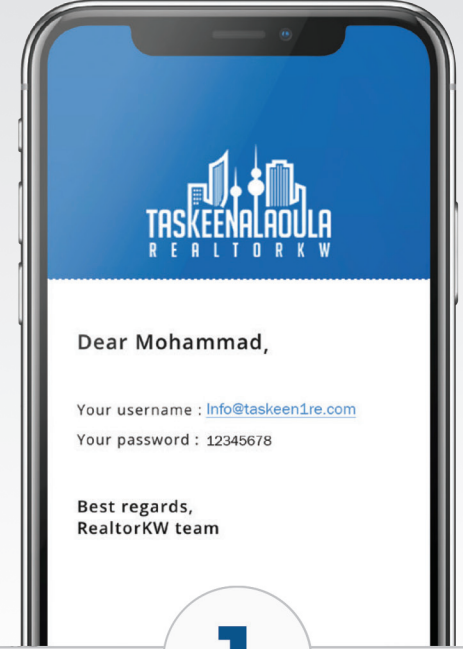 TASKEENALAOULA
REALTORKW
Dear Mohammad,
Your username : Info@taskeen1re.com
Your password : 12345678
Best regards,
RealtorKW team
1